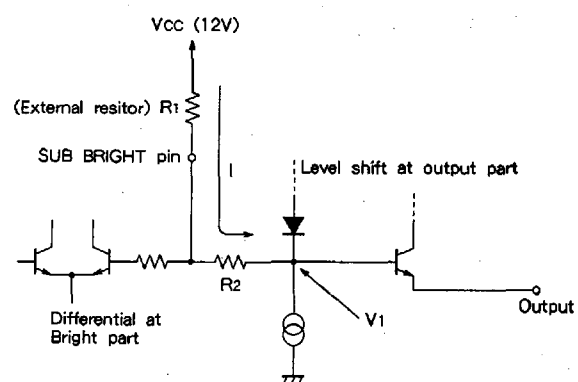 VCC (12V)
(External resitor) R1
SUB BRIGHT pin
I
Level shift at output part
R2
V1
Output
Differential at
Bright part